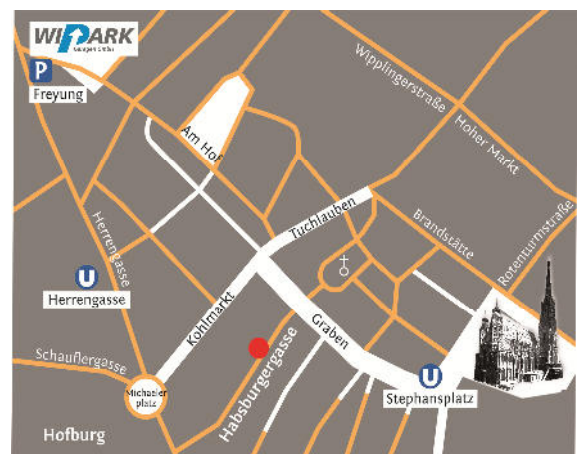 WIPARK
Garagen GmbH
P
Freyung
Wipplingerstraße
Hoher Markt
Am Hof
Tuchlauben
Brandstätte
Rotenturmstraße
Herrengasse
U
Herrengasse
Kohlmarkt
Graben
Habsburgergasse
Schauflergasse
Michaeler
platz
U
Stephansplatz
Hofburg